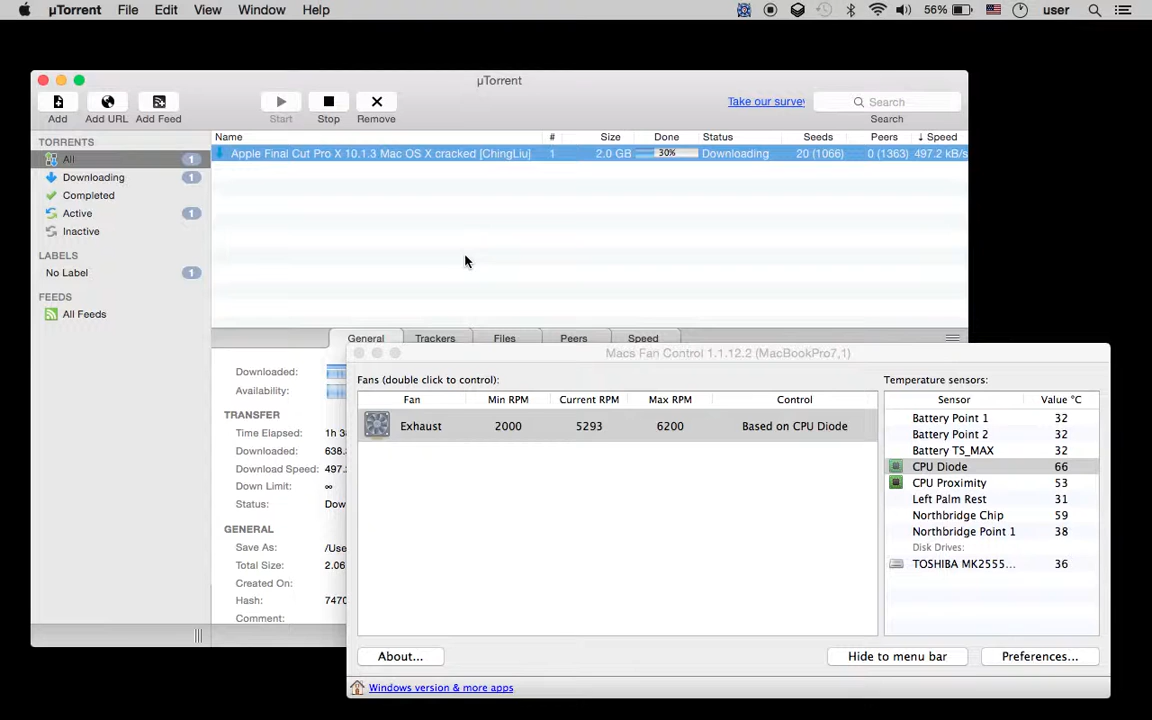 µTorrent File Edit View Window Help 56% user
µTorrent
Add Add URL Add Feed Start Stop Remove
Take our survey
Search
Search
TORRENTS
All 1
Downloading 1
Completed
Active 1
Inactive
LABELS
No Label 1
FEEDS
All Feeds
Name # Size Done Status Seeds Peers ↓ Speed
Apple Final Cut Pro X 10.1.3 Mac OS X cracked [ChingLiu] 1 2.0 GB 30% Downloading 20 (1066) 0 (1363) 497.2 kB/s
General Trackers Files Peers Speed
Downloaded:
Availability:
TRANSFER
Time Elapsed: 1h 3
Downloaded: 638.
Download Speed: 497.
Down Limit: ∞
Status: Dow
GENERAL
Save As: /Use
Total Size: 2.06
Created On:
Hash: 7470
Comment:
Macs Fan Control 1.1.12.2 (MacBookPro7,1)
Fans (double click to control):
Fan Min RPM Current RPM Max RPM Control
Exhaust 2000 5293 6200 Based on CPU Diode
Temperature sensors:
Sensor Value °C
Battery Point 1 32
Battery Point 2 32
Battery TS_MAX 32
CPU Diode 66
CPU Proximity 53
Left Palm Rest 31
Northbridge Chip 59
Northbridge Point 1 38
Disk Drives:
TOSHIBA MK2555... 36
About... Hide to menu bar Preferences...
Windows version & more apps